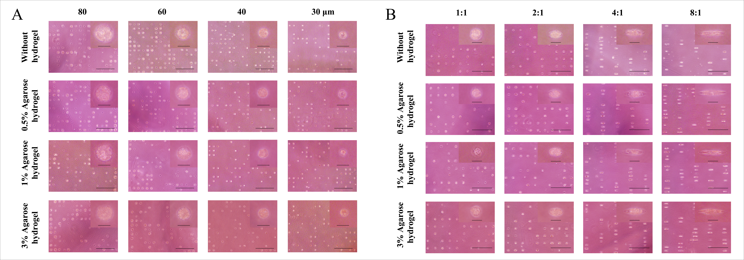 A
80 60 40 30 µm
Without
hydrogel
0.5% Agarose
hydrogel
1% Agarose
hydrogel
3% Agarose
hydrogel
B
1:1 2:1 4:1 8:1
Without
hydrogel
0.5% Agarose
hydrogel
1% Agarose
hydrogel
3% Agarose
hydrogel